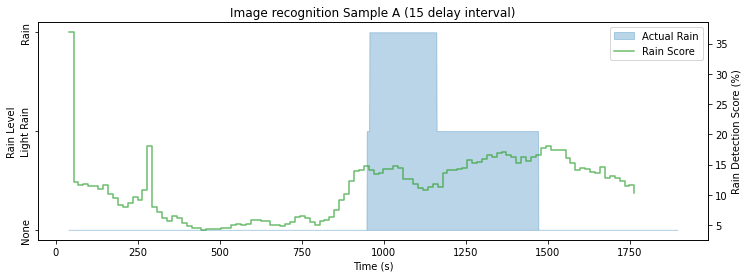 Image recognition Sample A (15 delay interval)
Rain
Light Rain
None
Rain Level
Actual Rain
Rain Score
35
30
25
20
15
10
5
Rain Detection Score (%)
0 250 500 750 1000 1250 1500 1750
Time (s)